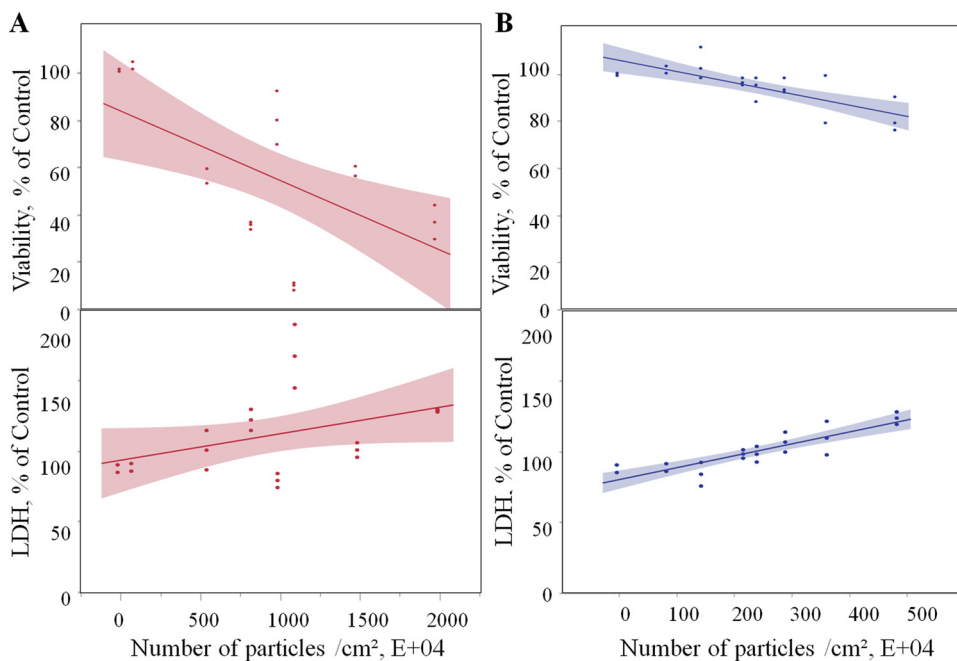 A
B
Viability, % of Control
100
80
60
40
20
0
Viability, % of Control
100
80
60
40
20
0
LDH, % of Control
200
150
100
50
0
LDH, % of Control
200
150
100
50
0
0 500 1000 1500 2000
Number of particles /cm², E+04
0 100 200 300 400 500
Number of particles /cm², E+04